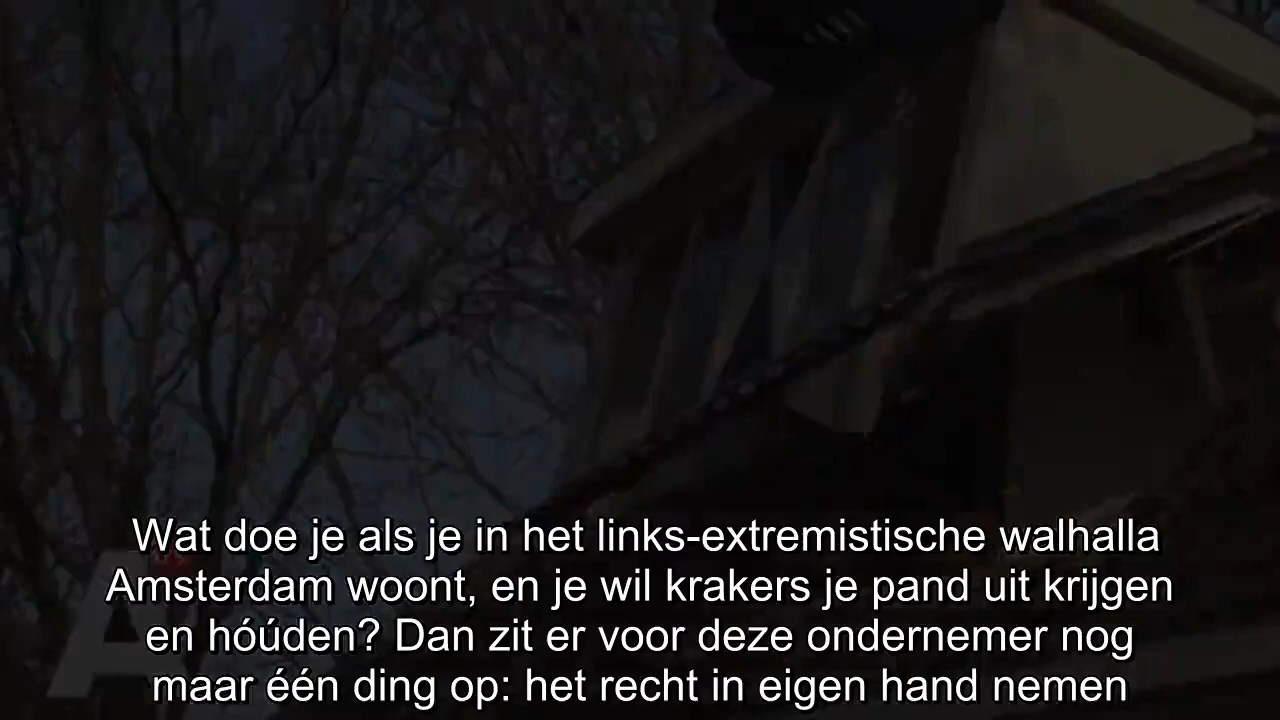 Wat doe je als je in het links-extremistische walhalla
Amsterdam woont, en je wil krakers je pand uit krijgen
en hóúden? Dan zit er voor deze ondernemer nog
maar één ding op: het recht in eigen hand nemen